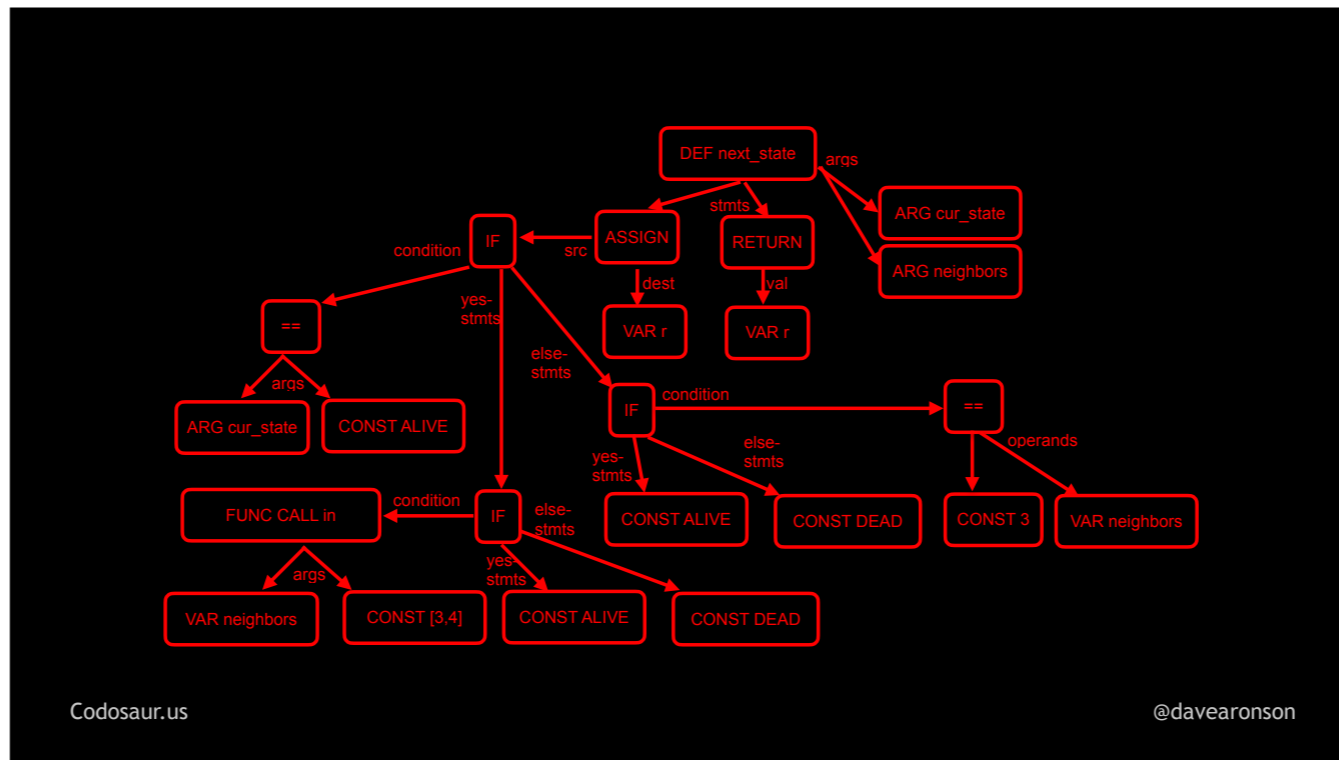 DEF next_state
args
ARG cur_state
stmts
IF
ASSIGN
RETURN
condition
src
ARG neighbors
dest
val
yes-
stmts
==
VAR r
VAR r
else-
stmts
args
IF
condition
==
ARG cur_state
CONST ALIVE
operands
yes-
stmts
else-
stmts
FUNC CALL in
condition
IF
else-
stmts
CONST ALIVE
CONST DEAD
CONST 3
VAR neighbors
args
yes-
stmts
VAR neighbors
CONST [3,4]
CONST ALIVE
CONST DEAD
Codosaur.us
@davearonson